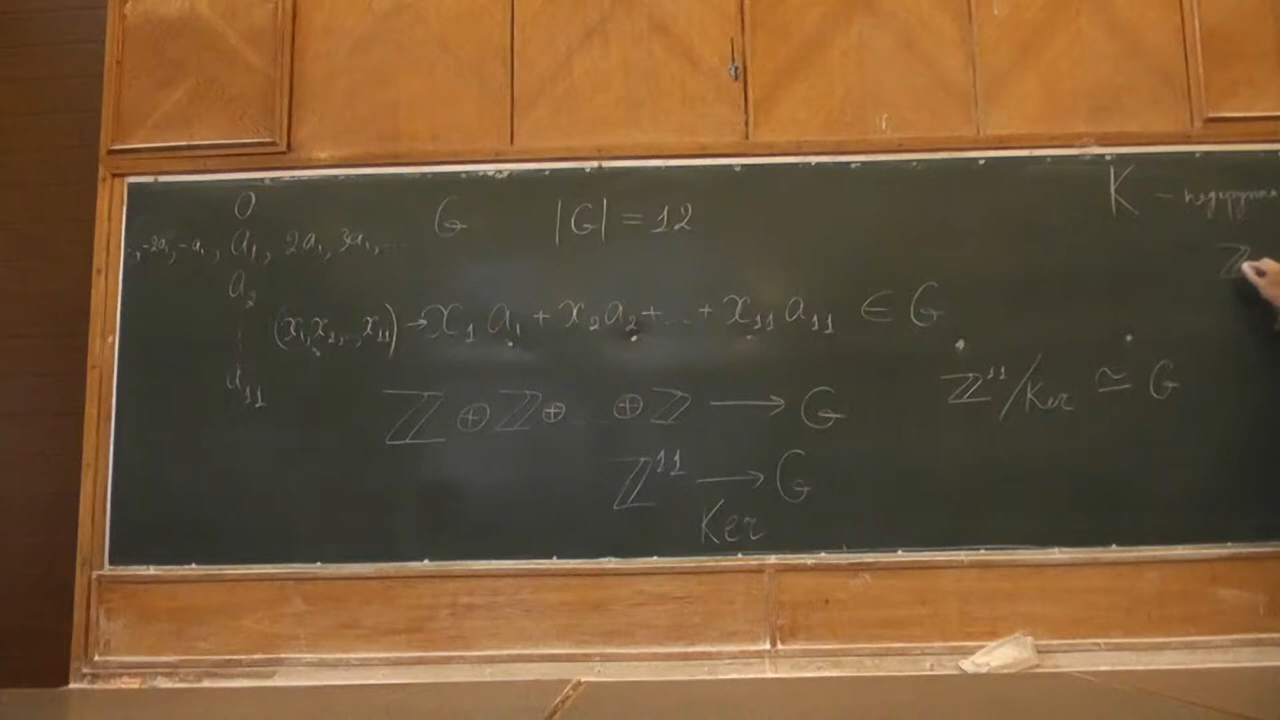 0
..., -2a₁, -a₁, a₁, 2a₁, 3a₁, ...
a₂
a₁₁
G |G| = 12
(x₁, x₂, ..., x₁₁) → x₁a₁ + x₂a₂ + ... + x₁₁a₁₁ ∈ G
ℤ ⊕ ℤ ⊕ ... ⊕ ℤ → G
ℤ¹¹ → G
Ker
ℤ¹¹/Ker ≃ G
K –
ℤ